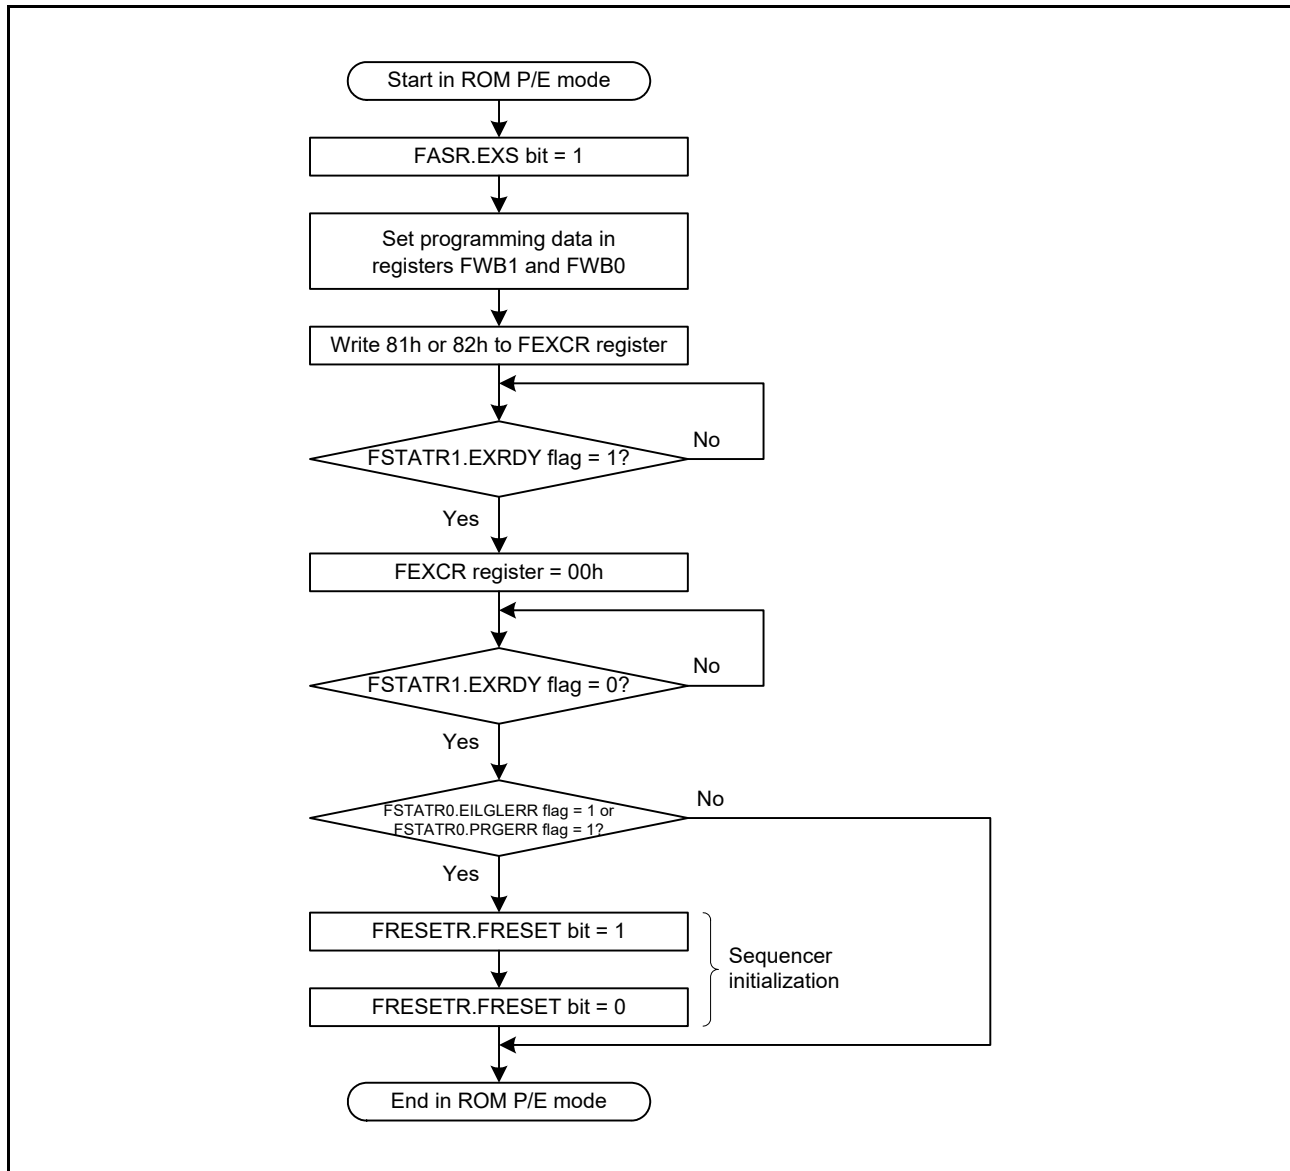 Start in ROM P/E mode
FASR.EXS bit = 1
Set programming data in
registers FWB1 and FWB0
Write 81h or 82h to FEXCR register
FSTATR1.EXRDY flag = 1?
No
Yes
FEXCR register = 00h
FSTATR1.EXRDY flag = 0?
No
Yes
FSTATR0.EILGLERR flag = 1 or
FSTATR0.PRGERR flag = 1?
No
Yes
FRESETR.FRESET bit = 1
Sequencer
initialization
FRESETR.FRESET bit = 0
End in ROM P/E mode